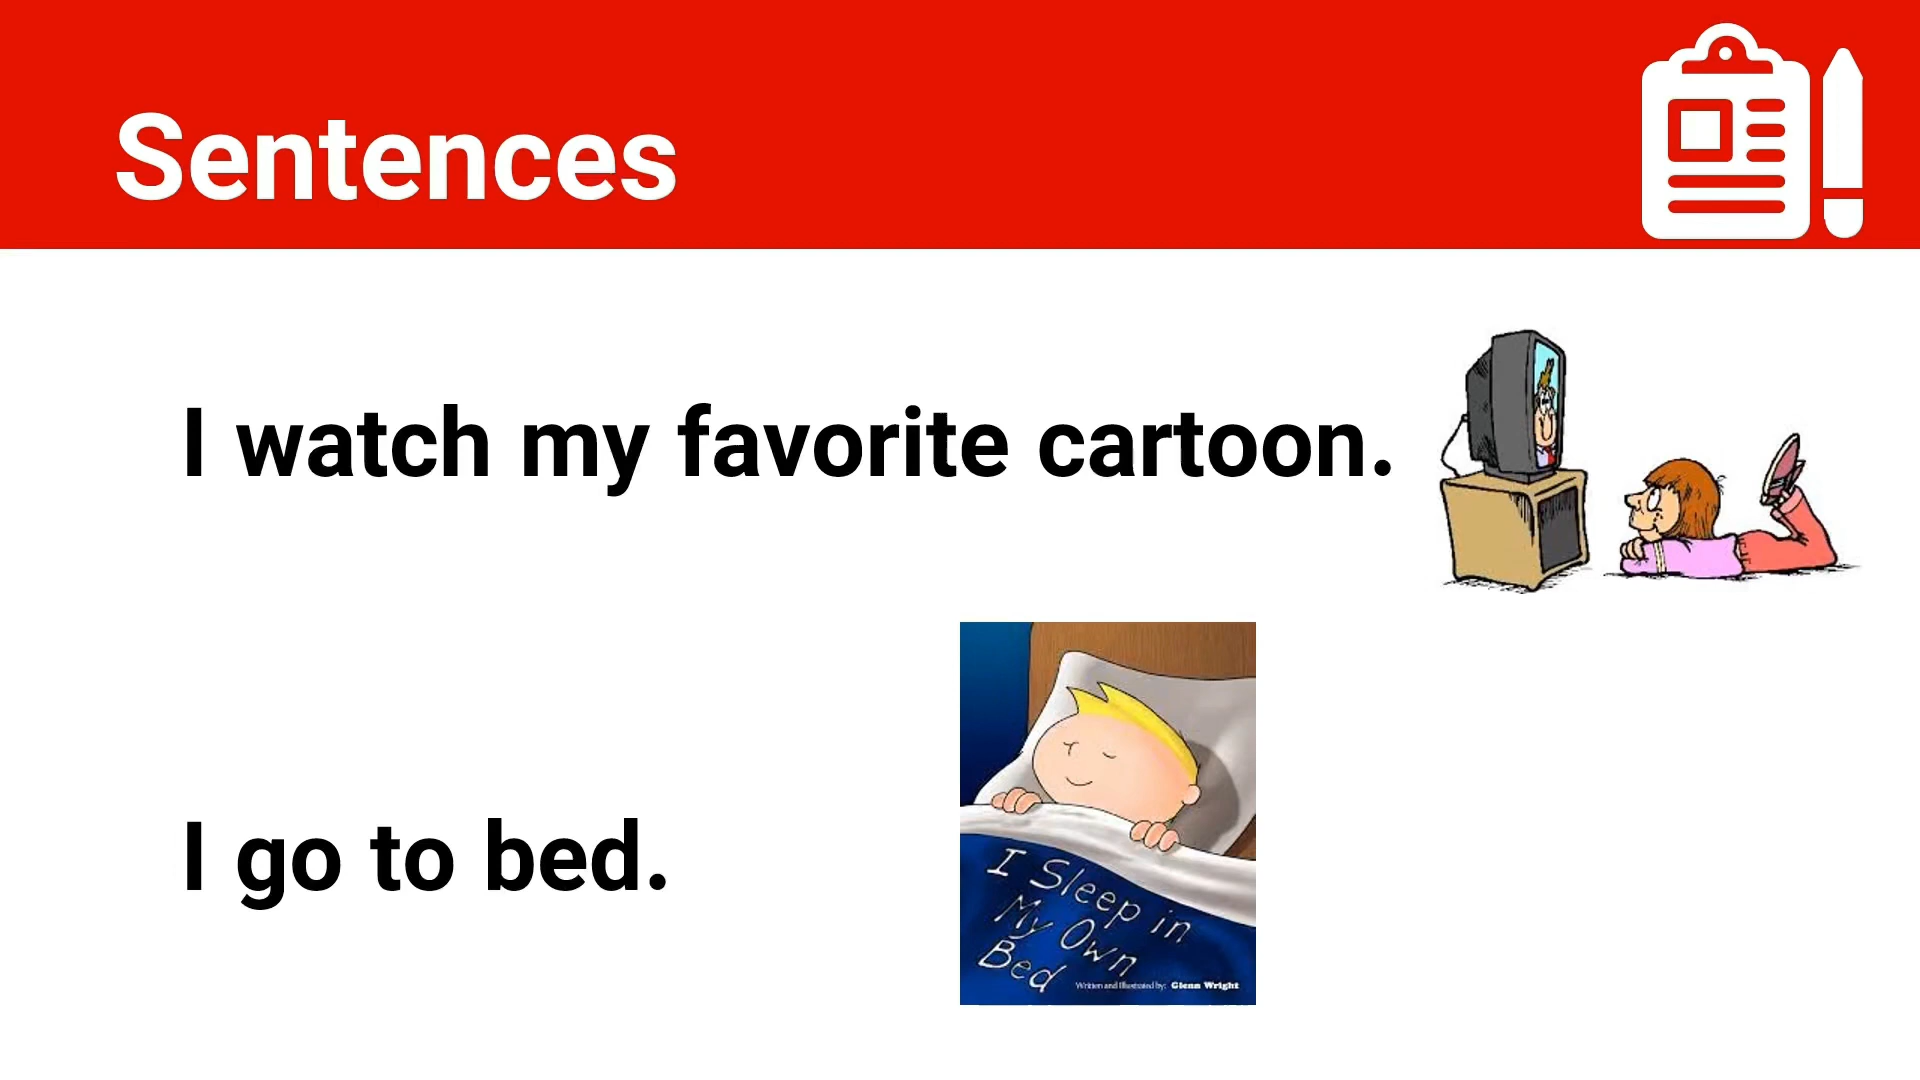 Sentences
I watch my favorite cartoon.
I go to bed.
I Sleep in
My Own
Bed
Written and Illustrated by: Glenn Wright